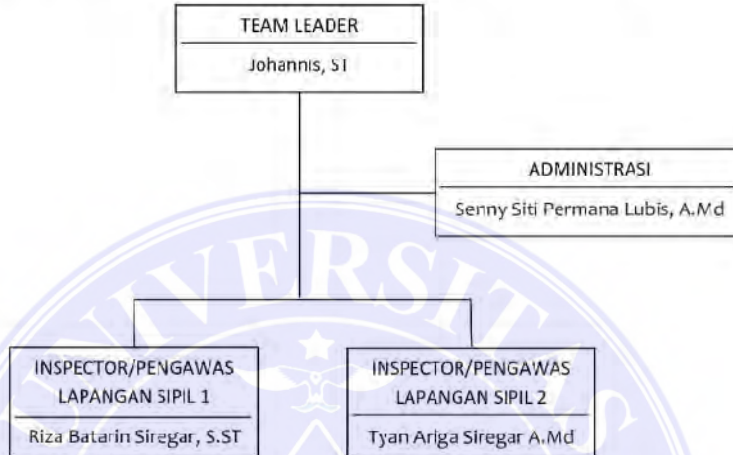 TEAM LEADER
Johannis, ST
ADMINISTRASI
Senny Siti Permana Lubis, A.Md
INSPECTOR/PENGAWAS
LAPANGAN SIPIL 1
Riza Batarin Siregar, S.ST
INSPECTOR/PENGAWAS
LAPANGAN SIPIL 2
Tyan Ariga Siregar A.Md
UNIVERSITAS